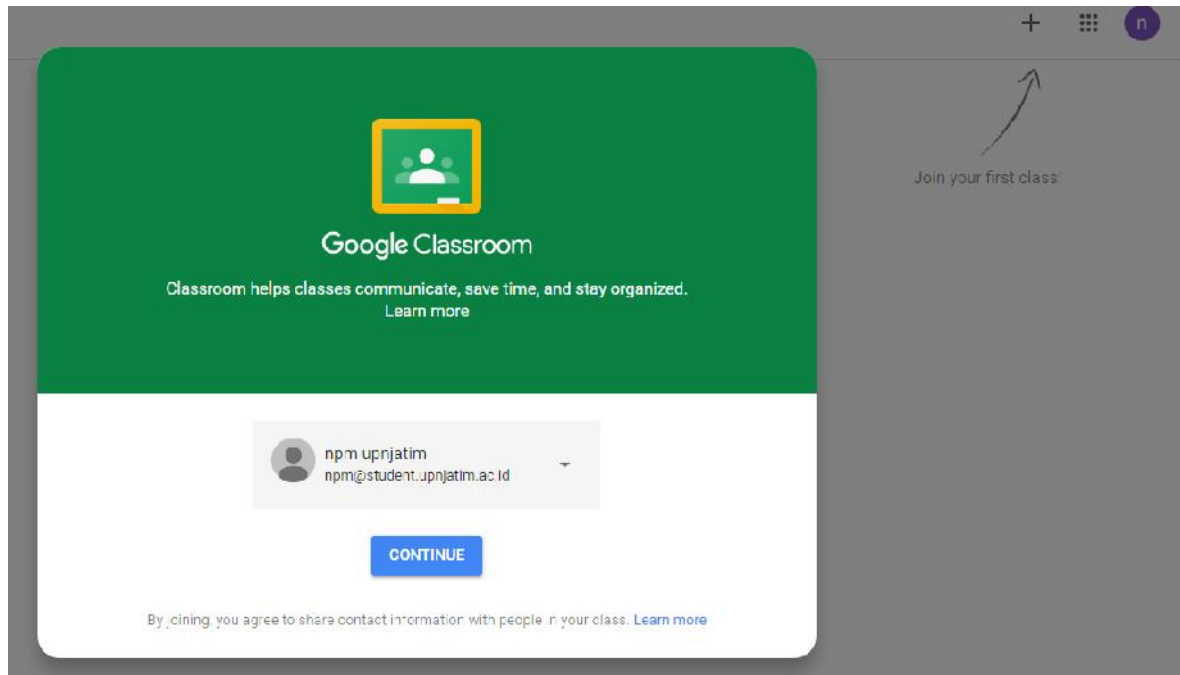 n
Join your first class!
Google Classroom
Classroom helps classes communicate, save time, and stay organized.
Learn more
npm upnjatim
npm@student.upnjatim.ac.id
CONTINUE
By joining, you agree to share contact information with people in your class. Learn more